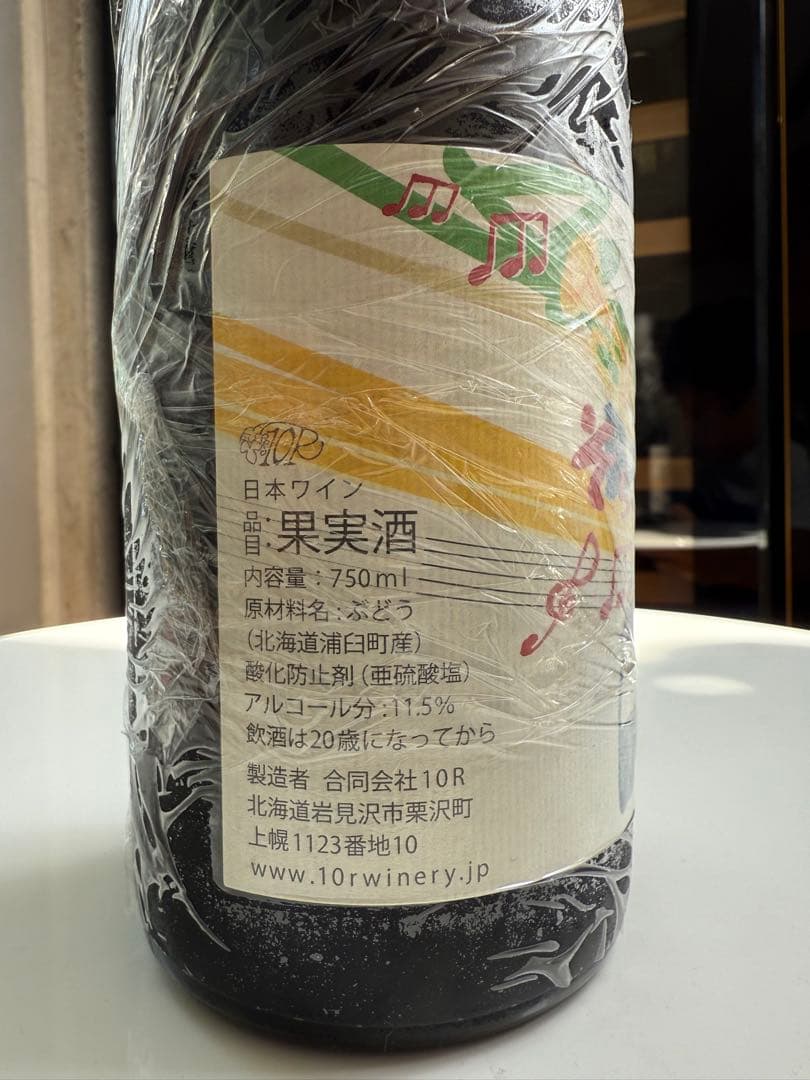 10R
日本ワイン
品目：果実酒
内容量：750ml
原材料名：ぶどう
(北海道浦臼町産)
酸化防止剤(亜硫酸塩)
アルコール分:11.5%
飲酒は20歳になってから
製造者 合同会社10R
北海道岩見沢市栗沢町
上幌1123番地10
www.10rwinery.jp